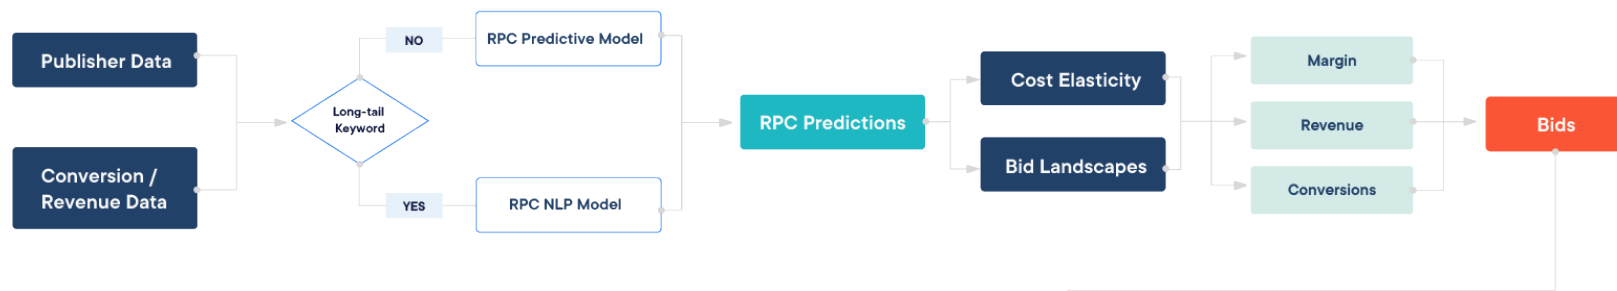 Publisher Data
Conversion /
Revenue Data
Long-tail
Keyword
NO
YES
RPC Predictive Model
RPC NLP Model
RPC Predictions
Cost Elasticity
Bid Landscapes
Margin
Revenue
Conversions
Bids